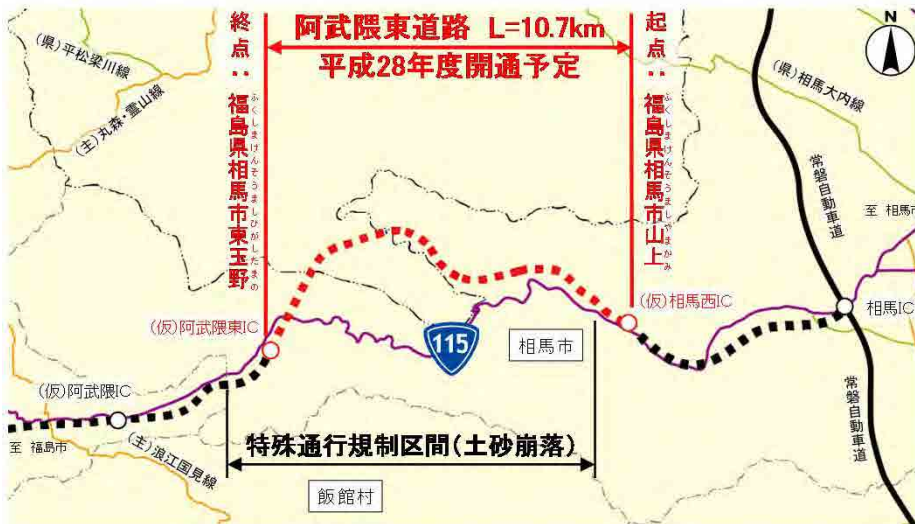 阿武隈東道路 L=10.7km
平成28年度開通予定
終点：福島県相馬市東玉野
ふくしまけんそうましひがしたまの
起点：福島県相馬市山上
ふくしまけんそうましやまかみ
N
(県)平松梁川線
(主)丸森・霊山線
(県)相馬大内線
常磐自動車道
至 相馬市
(仮)阿武隈東IC
(仮)相馬西IC
相馬IC
115
相馬市
(仮)阿武隈IC
至 福島市
(主)浪江国見線
特殊通行規制区間(土砂崩落)
常磐自動車道
飯館村